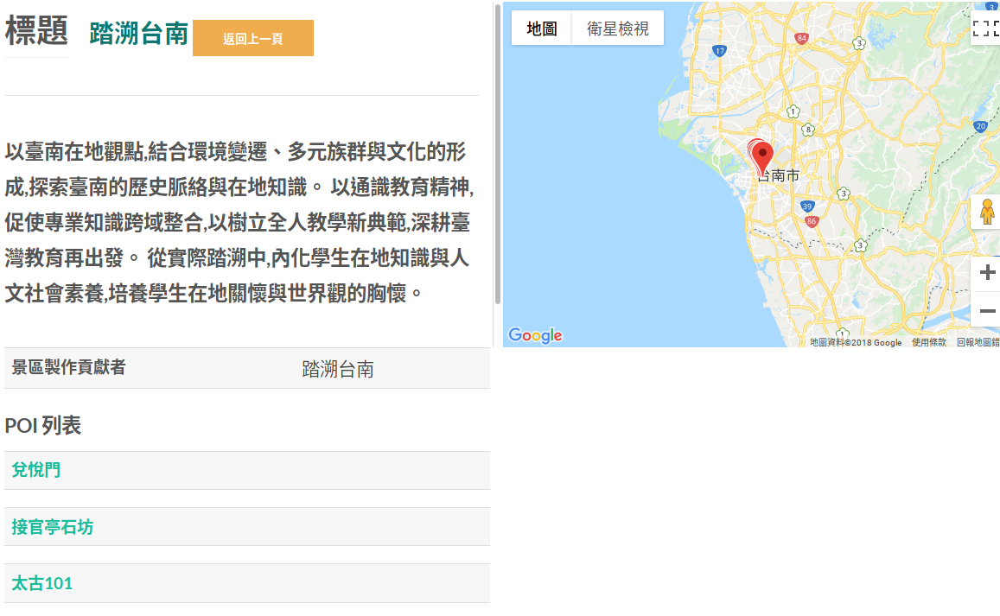 標題 踏溯台南 返回上一頁
以臺南在地觀點,結合環境變遷、多元族群與文化的形
成,探索臺南的歷史脈絡與在地知識。 以通識教育精神,
促使專業知識跨域整合,以樹立全人教學新典範,深耕臺
灣教育再出發。 從實際踏溯中,內化學生在地知識與人
文社會素養,培養學生在地關懷與世界觀的胸懷。
景區製作貢獻者 踏溯台南
POI 列表
兌悅門
接官亭石坊
太古101
地圖 衛星檢視
3
84
3
17
1
8
20
台南市
3
39
86
3
1
Google
地圖資料©2018 Google 使用條款 回報地圖錯